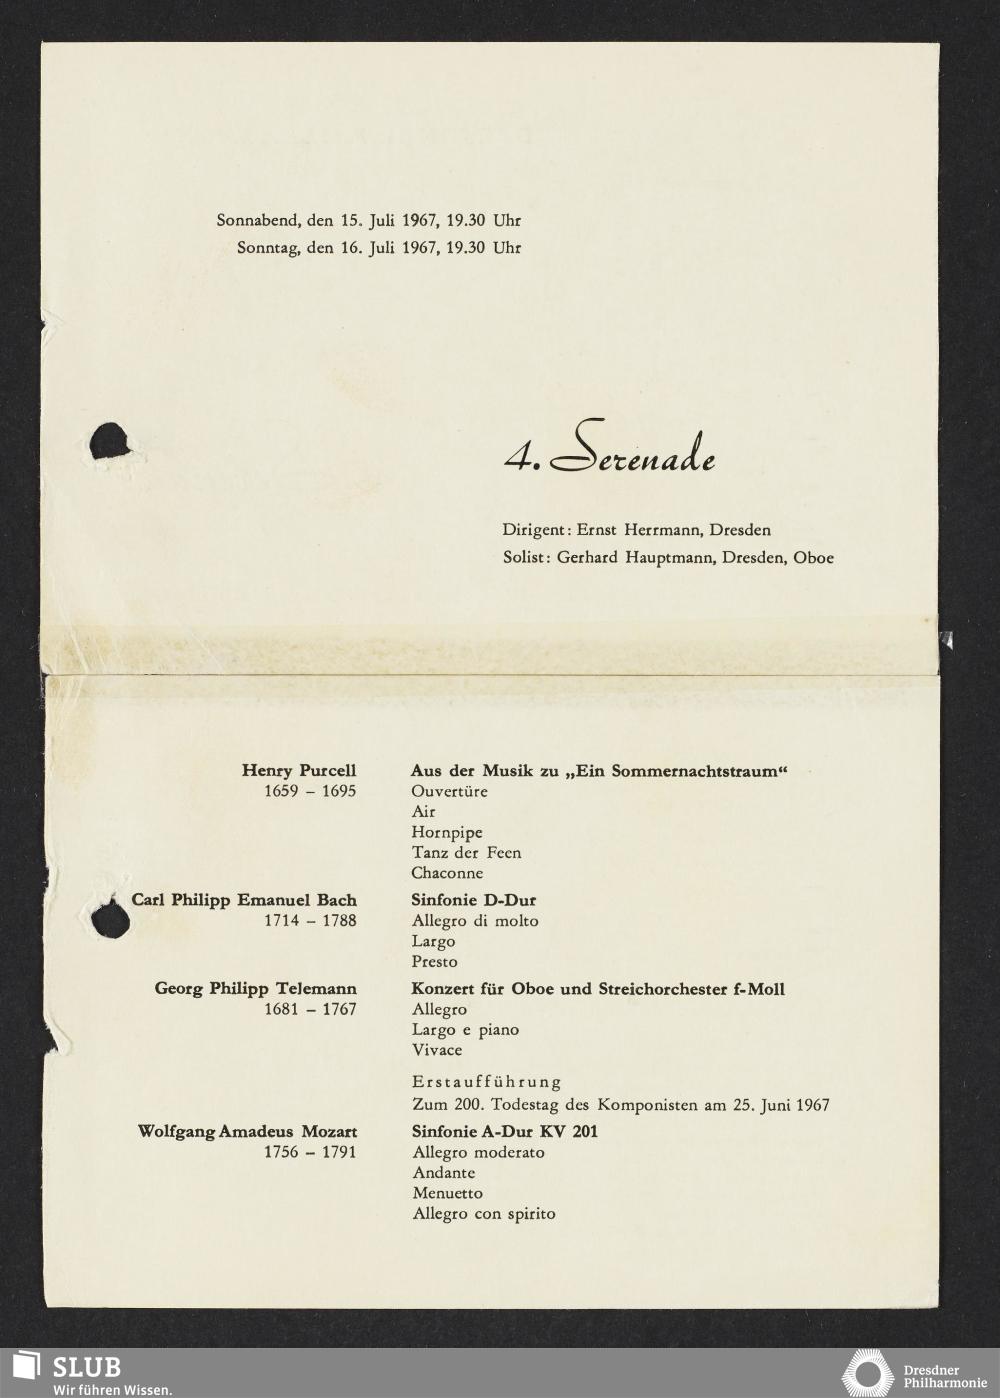 Sonnabend, den 15. Juli 1967, 19.30 Uhr
Sonntag, den 16. Juli 1967, 19.30 Uhr
4. Serenade
Dirigent: Ernst Herrmann, Dresden
Solist: Gerhard Hauptmann, Dresden, Oboe
Henry Purcell Aus der Musik zu „Ein Sommernachtstraum“
1659 – 1695 Ouvertüre
Air
Hornpipe
Tanz der Feen
Chaconne
Carl Philipp Emanuel Bach Sinfonie D-Dur
1714 – 1788 Allegro di molto
Largo
Presto
Georg Philipp Telemann Konzert für Oboe und Streichorchester f-Moll
1681 – 1767 Allegro
Largo e piano
Vivace
Erstaufführung
Zum 200. Todestag des Komponisten am 25. Juni 1967
Wolfgang Amadeus Mozart Sinfonie A-Dur KV 201
1756 – 1791 Allegro moderato
Andante
Menuetto
Allegro con spirito
SLUB
Wir führen Wissen.
Dresdner
Philharmonie